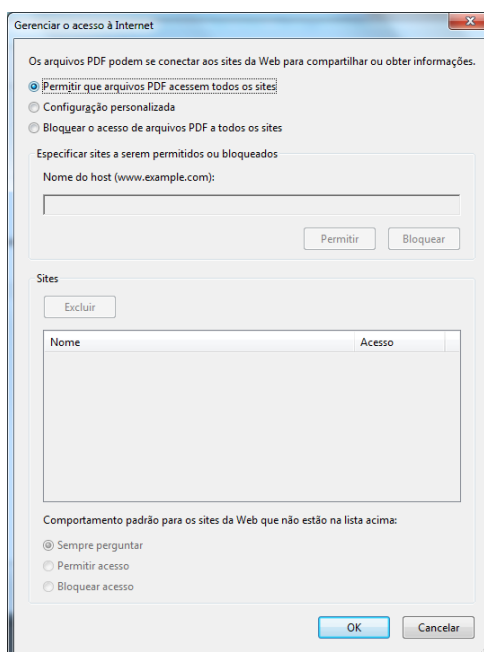 Gerenciar o acesso à Internet
Os arquivos PDF podem se conectar aos sites da Web para compartilhar ou obter informações.
Permitir que arquivos PDF acessem todos os sites
Configuração personalizada
Bloquear o acesso de arquivos PDF a todos os sites
Especificar sites a serem permitidos ou bloqueados
Nome do host (www.example.com):
Permitir Bloquear
Sites
Excluir
Nome Acesso
Comportamento padrão para os sites da Web que não estão na lista acima:
Sempre perguntar
Permitir acesso
Bloquear acesso
OK Cancelar